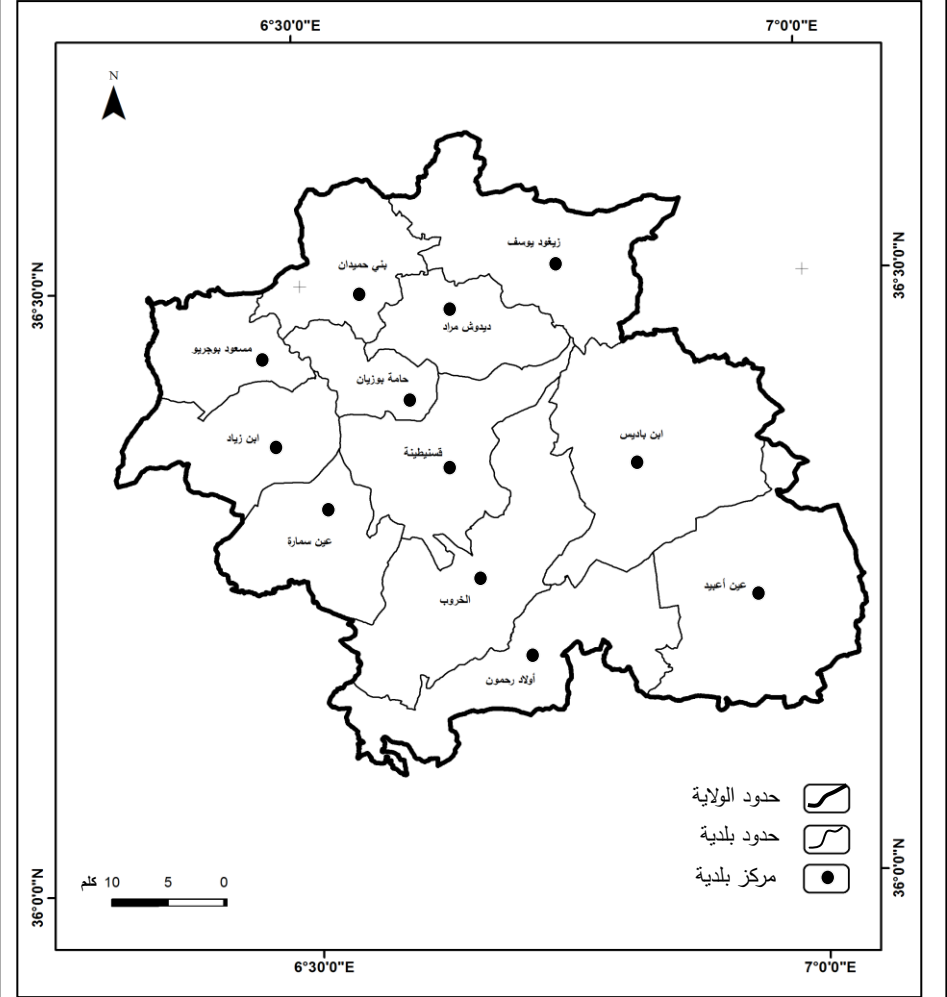 6°30'0"E
7°0'0"E
N
زيغود يوسف
36°30'0"N
بني حميدان
36°30'0"N
ديدوش مراد
مسعود بوجريو
حامة بوزيان
ابن باديس
ابن زياد
قسنيطينة
عين سمارة
عين أعبيد
الخروب
أولاد رحمون
حدود الولاية
حدود بلدية
مركز بلدية
36°0'0"N
36°0'0"N
كلم 10 5 0
6°30'0"E
7°0'0"E